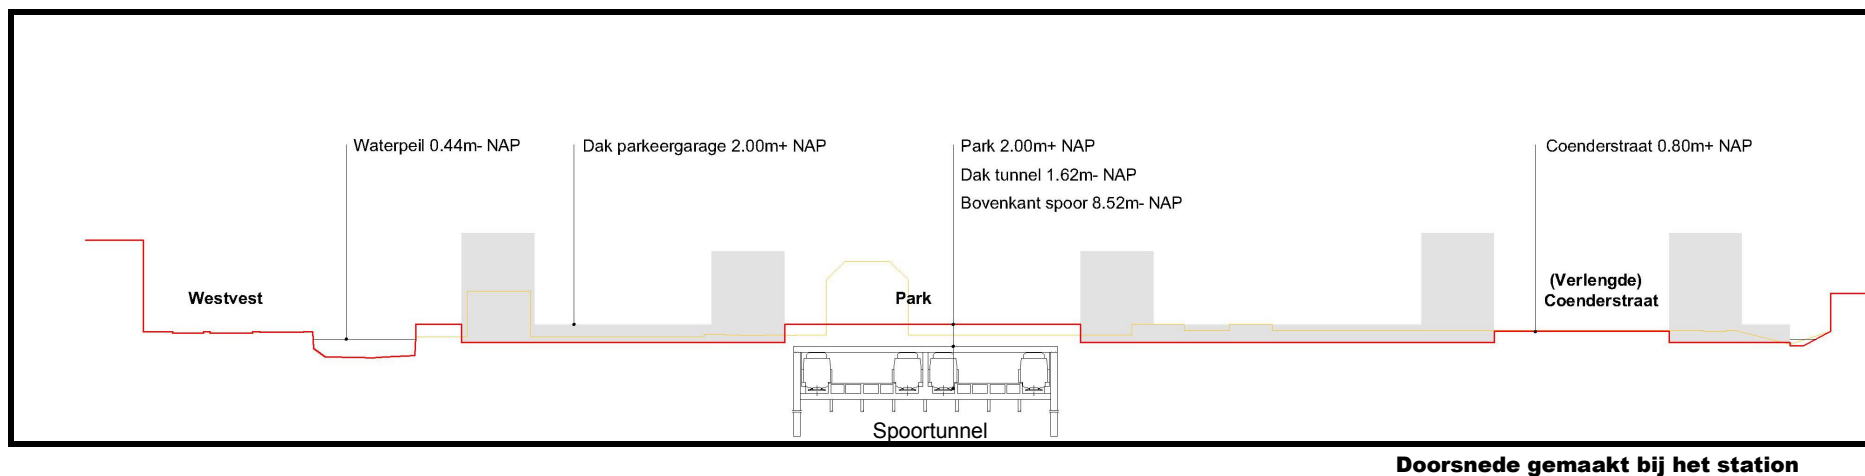 Waterpeil 0.44m- NAP
Dak parkeergarage 2.00m+ NAP
Park 2.00m+ NAP
Dak tunnel 1.62m- NAP
Bovenkant spoor 8.52m- NAP
Coenderstraat 0.80m+ NAP
Westvest
Park
(Verlengde)
Coenderstraat
Spoortunnel
Doorsnede gemaakt bij het station